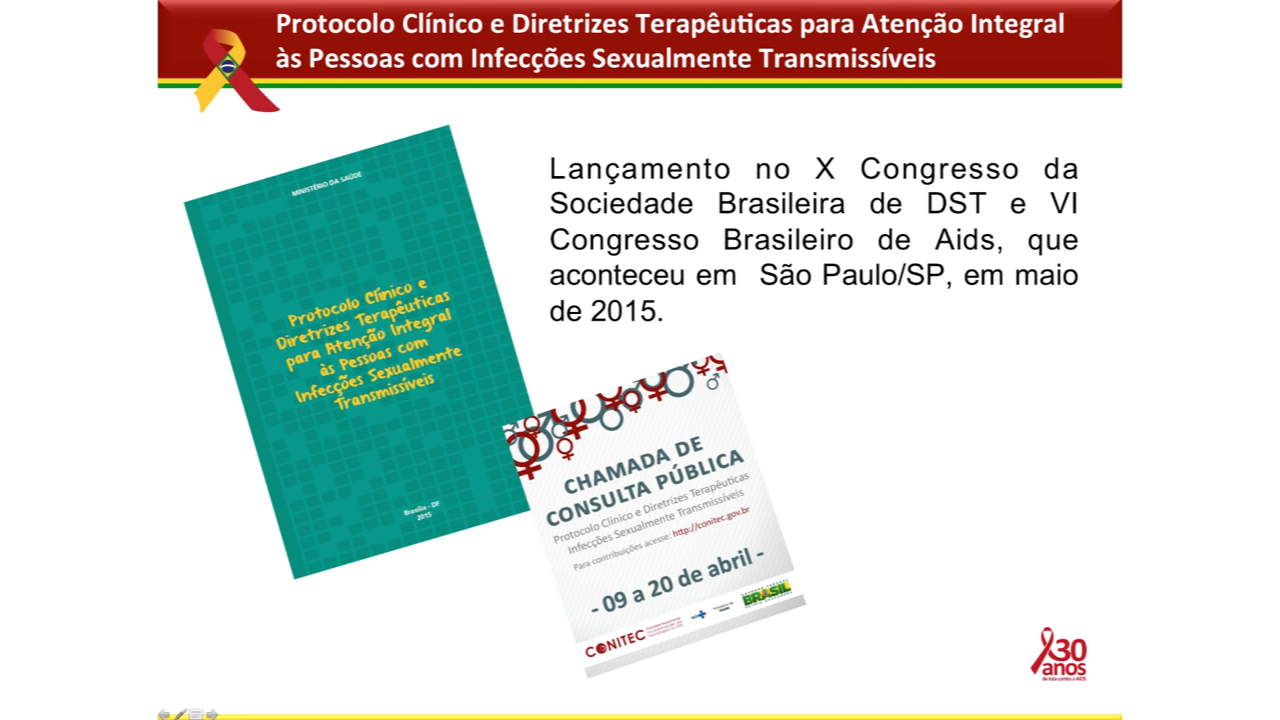 Protocolo Clínico e Diretrizes Terapêuticas para Atenção Integral
às Pessoas com Infecções Sexualmente Transmissíveis
MINISTÉRIO DA SAÚDE
Protocolo Clínico e
Diretrizes Terapêuticas
para Atenção Integral
às Pessoas com
Infecções Sexualmente
Transmissíveis
Brasília - DF
2015
Lançamento no X Congresso da
Sociedade Brasileira de DST e VI
Congresso Brasileiro de Aids, que
aconteceu em São Paulo/SP, em maio
de 2015.
CHAMADA DE
CONSULTA PÚBLICA
Protocolo Clínico e Diretrizes Terapêuticas
Infecções Sexualmente Transmissíveis
Para contribuições acesse: http://conitec.gov.br
- 09 a 20 de abril -
CONITEC
BRASIL
30
anos
de luta contra a AIDS